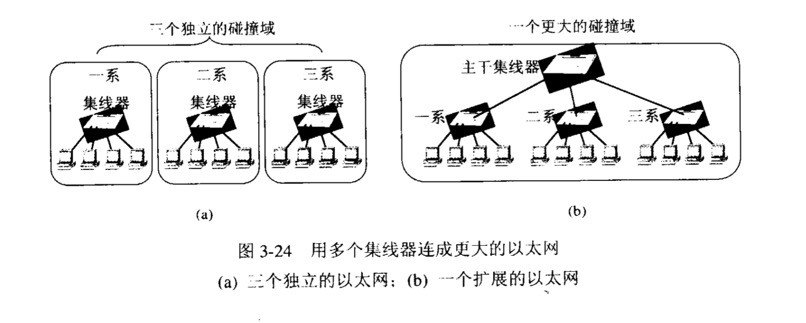 三个独立的碰撞域
一个更大的碰撞域
一系
集线器
二系
集线器
三系
集线器
主干集线器
一系
二系
三系
(a)
(b)
图 3-24 用多个集线器连成更大的以太网
(a) 三个独立的以太网；(b) 一个扩展的以太网